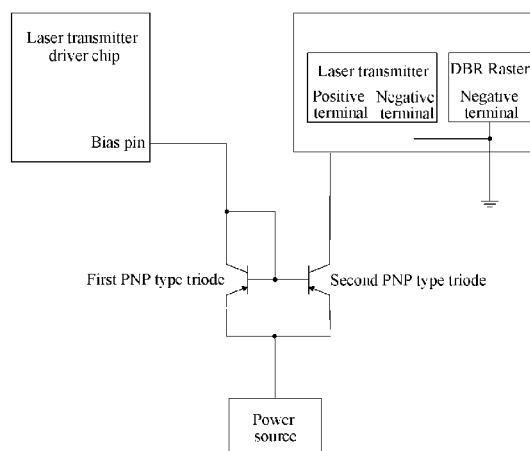 Laser transmitter
driver chip
Bias pin
Laser transmitter
Positive Negative
terminal terminal
DBR Raster
Negative
terminal
First PNP type triode
Second PNP type triode
Power
source